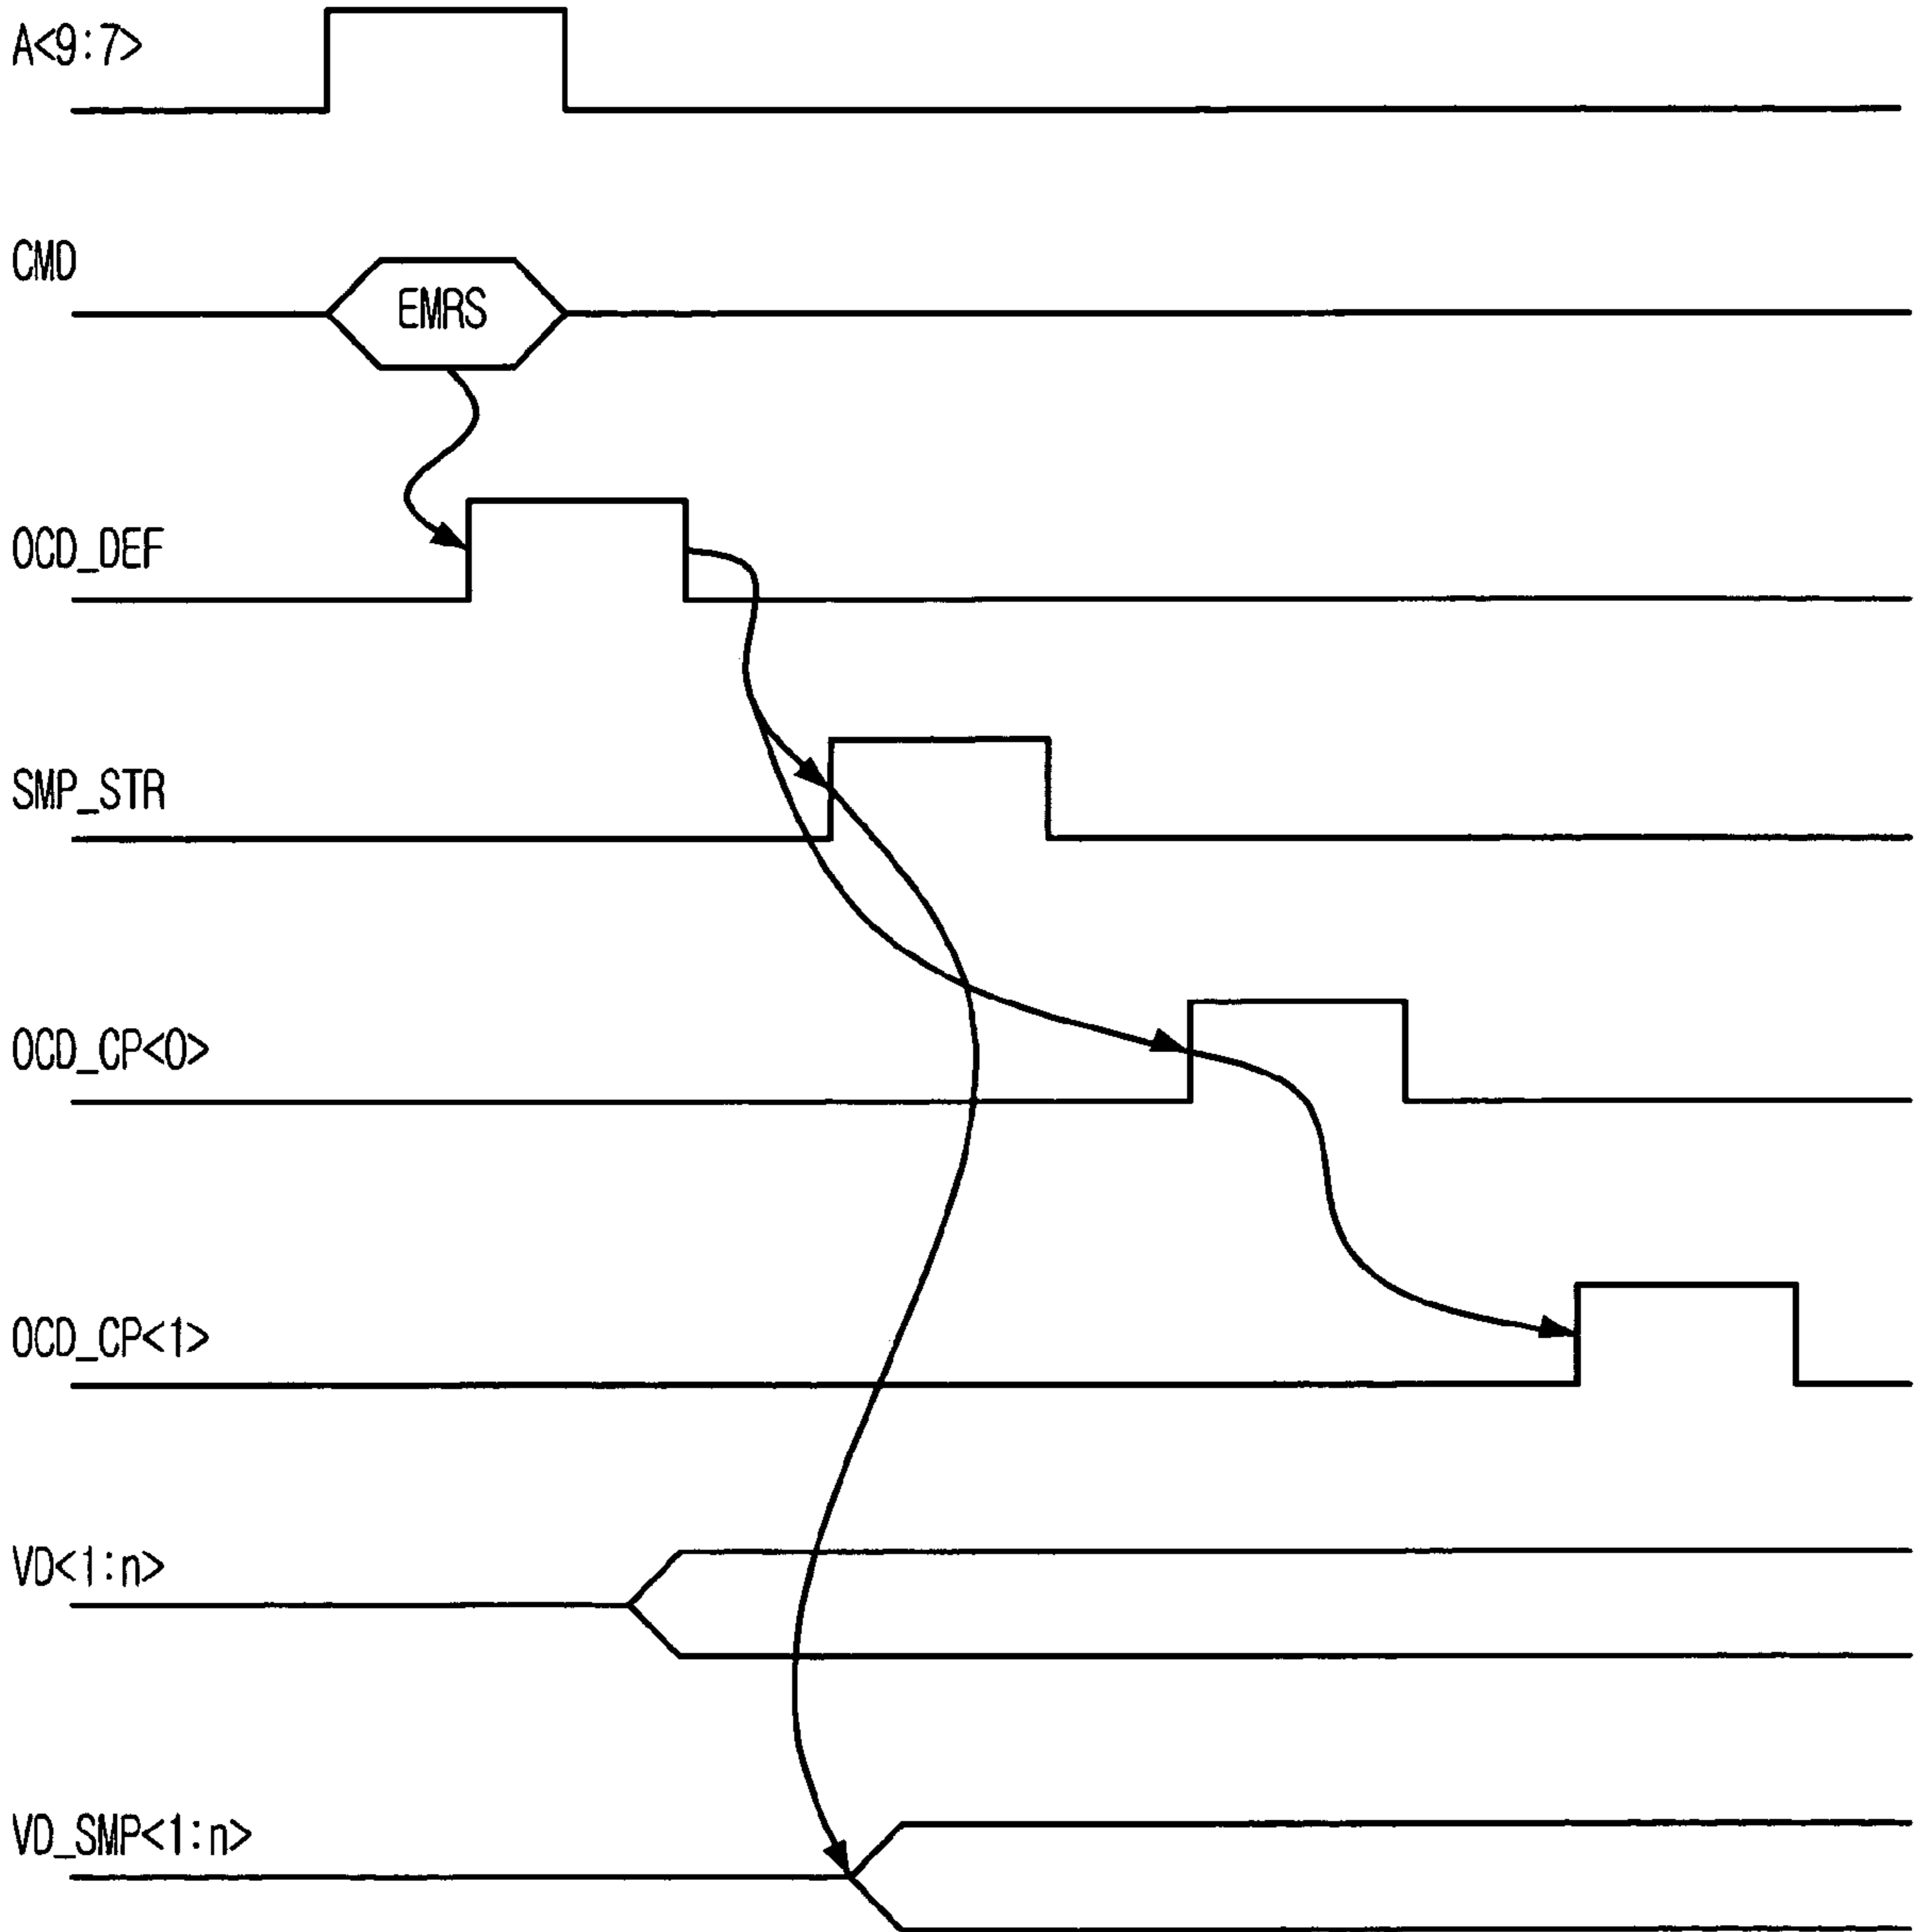 A<9:7>
CMD
EMRS
OCD_DEF
SMP_STR
OCD_CP<0>
OCD_CP<1>
VD<1:n>
VD_SMP<1:n>